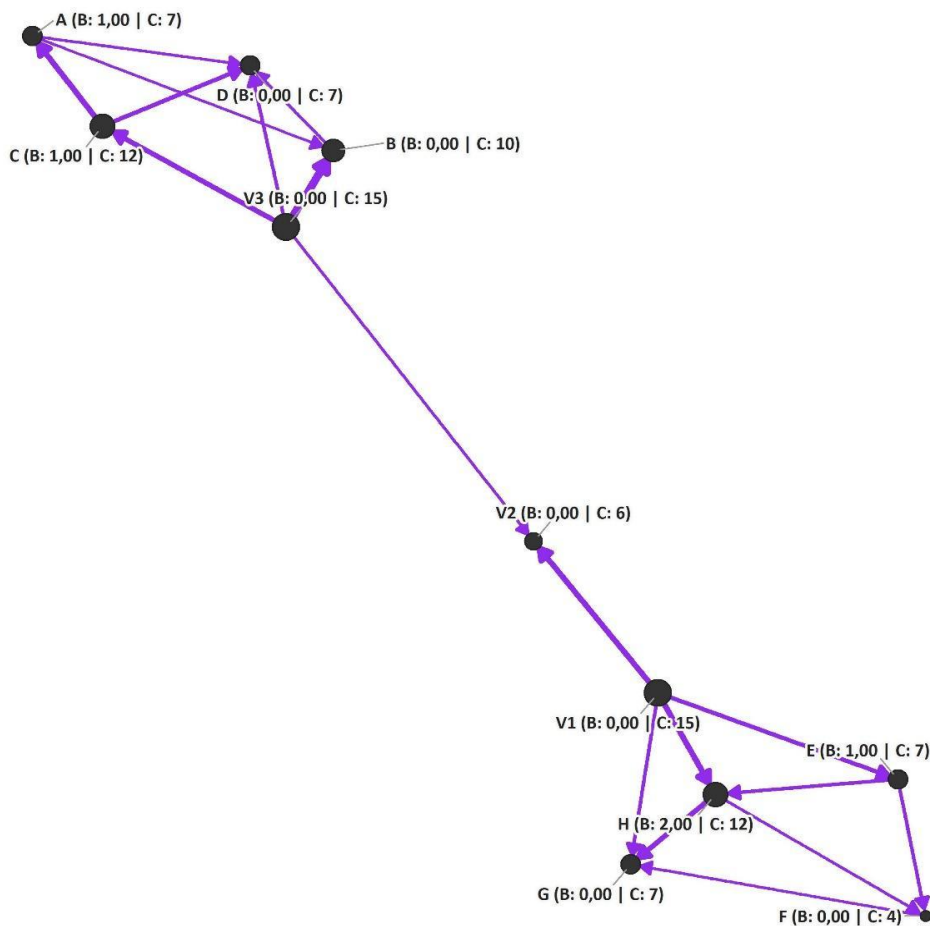 A (B: 1,00 | C: 7)
D (B: 0,00 | C: 7)
B (B: 0,00 | C: 10)
C (B: 1,00 | C: 12)
V3 (B: 0,00 | C: 15)
V2 (B: 0,00 | C: 6)
V1 (B: 0,00 | C: 15)
E (B: 1,00 | C: 7)
H (B: 2,00 | C: 12)
G (B: 0,00 | C: 7)
F (B: 0,00 | C: 4)